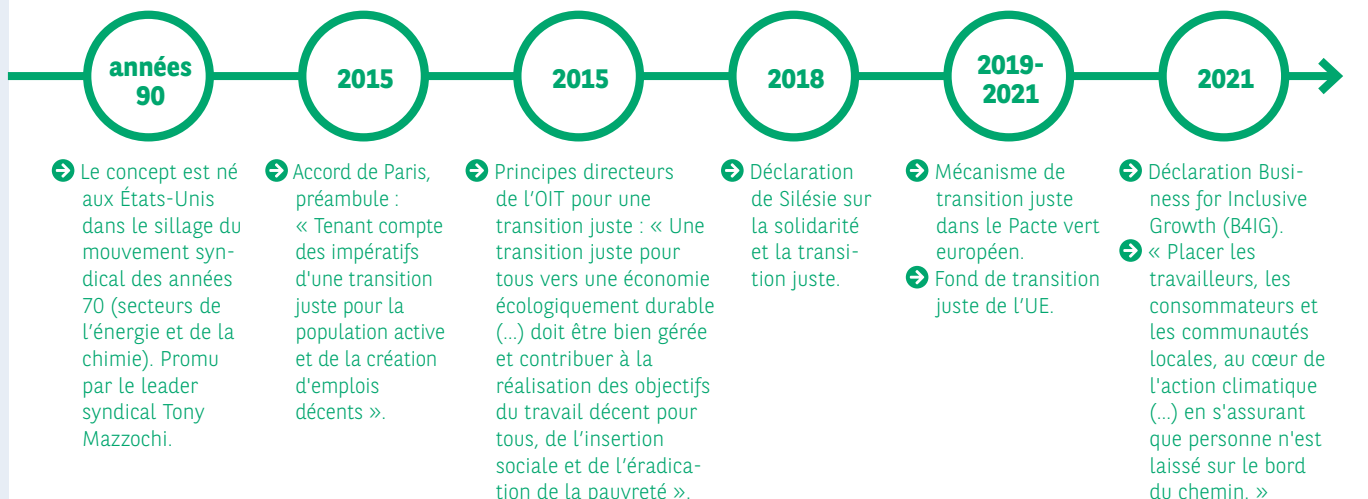 années
90
2015
2015
2018
2019-
2021
2021
Le concept est né
aux États-Unis
dans le sillage du
mouvement syn-
dical des années
70 (secteurs de
l'énergie et de la
chimie). Promu
par le leader
syndical Tony
Mazzochi.
Accord de Paris,
préambule :
« Tenant compte
des impératifs
d'une transition
juste pour la
population active
et de la création
d'emplois
décents ».
Principes directeurs
de l'OIT pour une
transition juste : « Une
transition juste pour
tous vers une économie
écologiquement durable
(...) doit être bien gérée
et contribuer à la
réalisation des objectifs
du travail décent pour
tous, de l'insertion
sociale et de l'éradica-
tion de la pauvreté ».
Déclaration
de Silésie sur
la solidarité
et la transi-
tion juste.
Mécanisme de
transition juste
dans le Pacte vert
européen.
Fond de transition
juste de l'UE.
Déclaration Busi-
ness for Inclusive
Growth (B4IG).
« Placer les
travailleurs, les
consommateurs et
les communautés
locales, au cœur de
l'action climatique
(...) en s'assurant
que personne n'est
laissé sur le bord
du chemin. »